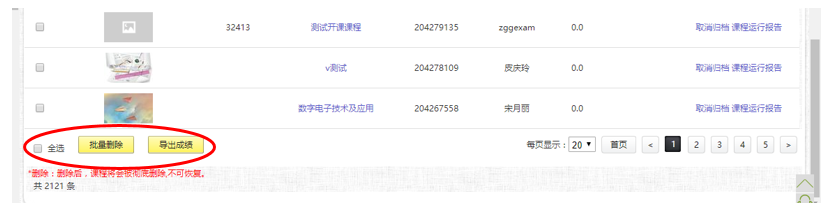 32413 测试开课课程 204279135 zggexam 0.0 取消归档 课程运行报告
v测试 204278109 皮庆玲 0.0 取消归档 课程运行报告
数字电子技术及应用 204267558 宋月丽 0.0 取消归档 课程运行报告
全选 批量删除 导出成绩 每页显示：20 首页 < 1 2 3 4 5 >
*删除：删除后，课程将会被彻底删除,不可恢复。
共 2121 条